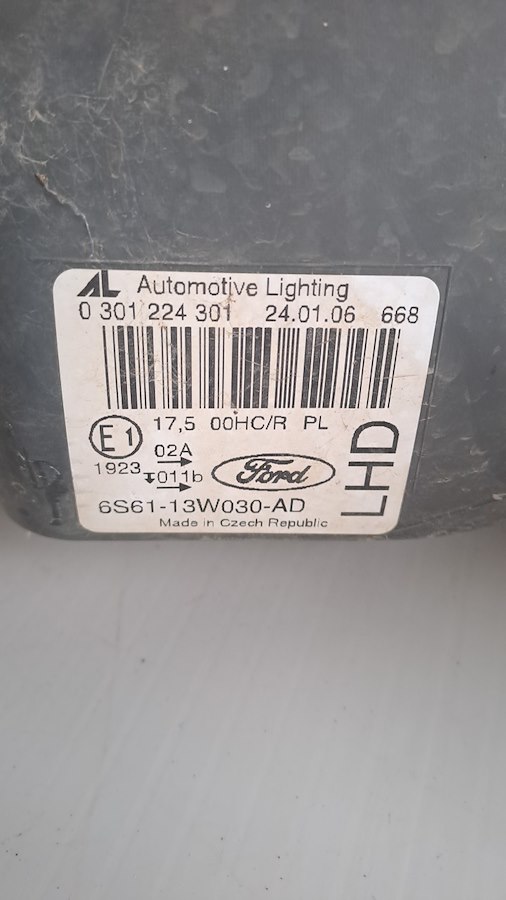 AL Automotive Lighting
0 301 224 301 24.01.06 668
E1 17,5 00HC/R PL
02A
1923 011b
Ford
LHD
6S61-13W030-AD
Made in Czech Republic